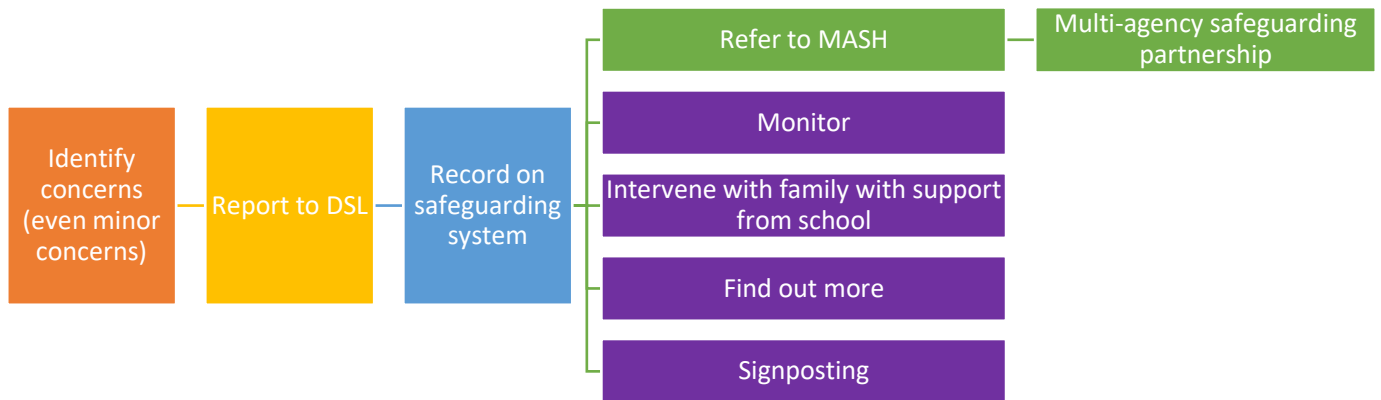 Identify
concerns
(even minor
concerns)
Report to DSL
Record on
safeguarding
system
Refer to MASH
Multi-agency safeguarding
partnership
Monitor
Intervene with family with support
from school
Find out more
Signposting